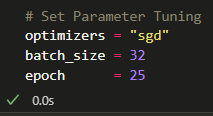 # Set Parameter Tuning
optimizers = "sgd"
batch_size = 32
epoch      = 25
0.0s